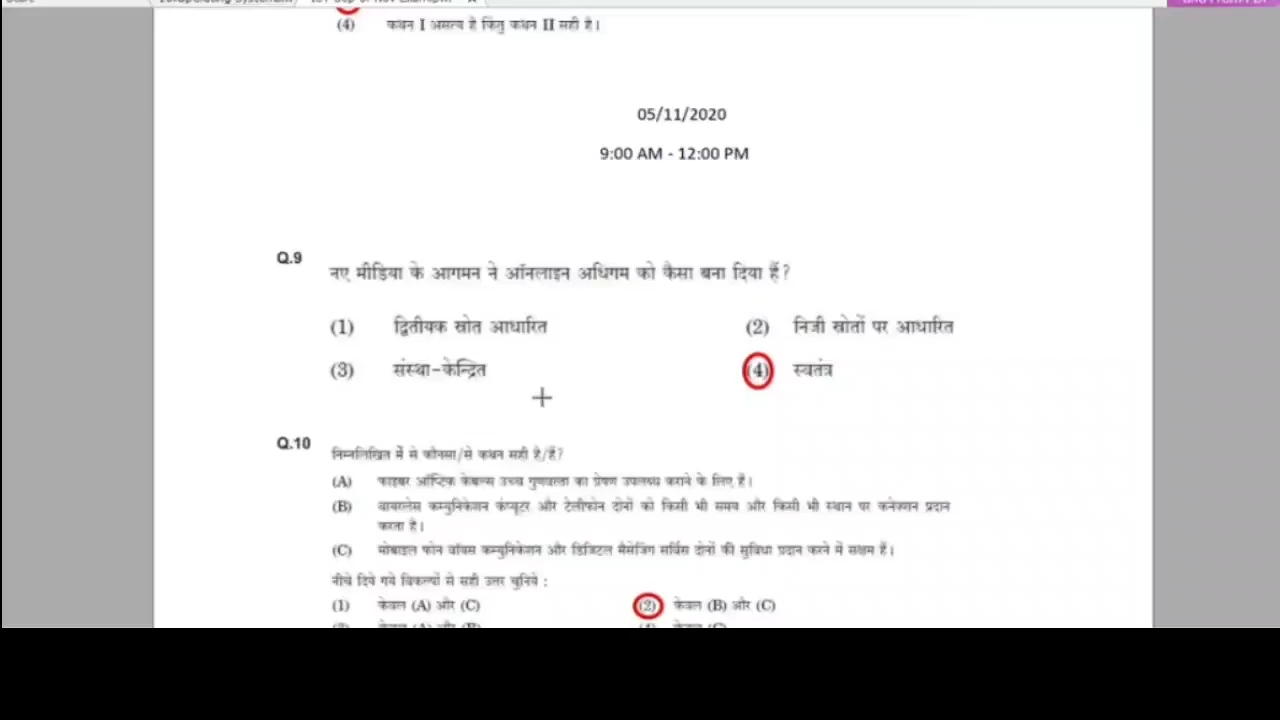 (4) कथन I असत्य है किंतु कथन II सही है।
05/11/2020
9:00 AM - 12:00 PM
Q.9 नए मीडिया के आगमन ने ऑनलाइन अधिगम को कैसा बना दिया हैं?
(1) द्वितीयक स्रोत आधारित (2) निजी स्रोतों पर आधारित
(3) संस्था-केन्द्रित (4) स्वतंत्र
Q.10 निम्नलिखित में से कौनसा/से कथन सही है/हैं?
(A) फाइबर ऑप्टिक केबल्स उच्च गुणवत्ता का प्रेषण उपलब्ध कराने के लिए हैं।
(B) वायरलेस कम्युनिकेशन कंप्यूटर और टेलीफोन दोनों को किसी भी समय और किसी भी स्थान पर कनेक्शन प्रदान
करता है।
(C) मोबाइल फोन वॉयस कम्युनिकेशन और डिजिटल मैसेजिंग सर्विस दोनों की सुविधा प्रदान करने में सक्षम हैं।
नीचे दिये गये विकल्पों से सही उत्तर चुनिये :
(1) केवल (A) और (C) (2) केवल (B) और (C)